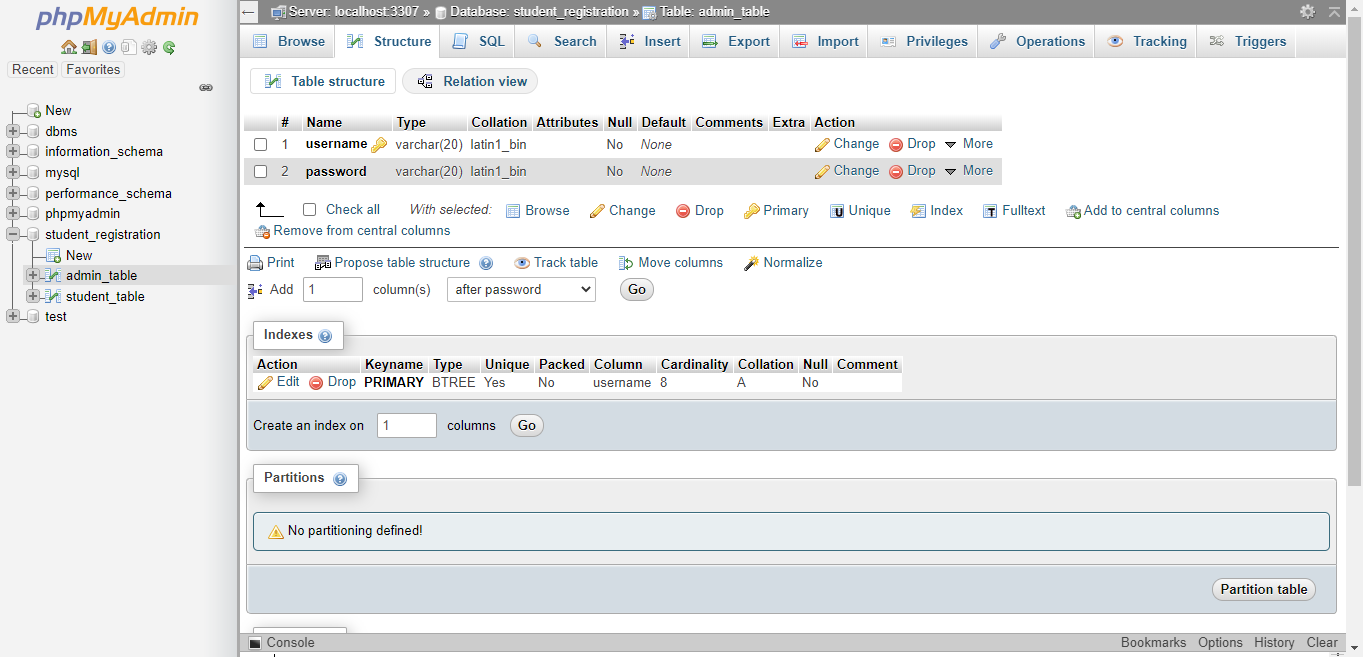 phpMyAdmin
Recent Favorites
New
dbms
information_schema
mysql
performance_schema
phpmyadmin
student_registration
New
admin_table
student_table
test
Server: localhost:3307 » Database: student_registration » Table: admin_table
Browse Structure SQL Search Insert Export Import Privileges Operations Tracking Triggers
Table structure Relation view
# Name Type Collation Attributes Null Default Comments Extra Action
1 username varchar(20) latin1_bin No None Change Drop More
2 password varchar(20) latin1_bin No None Change Drop More
Check all With selected: Browse Change Drop Primary Unique Index Fulltext Add to central columns
Remove from central columns
Print Propose table structure Track table Move columns Normalize
Add 1 column(s) after password Go
Indexes
Action Keyname Type Unique Packed Column Cardinality Collation Null Comment
Edit Drop PRIMARY BTREE Yes No username 8 A No
Create an index on 1 columns Go
Partitions
No partitioning defined!
Partition table
Console Bookmarks Options History Clear